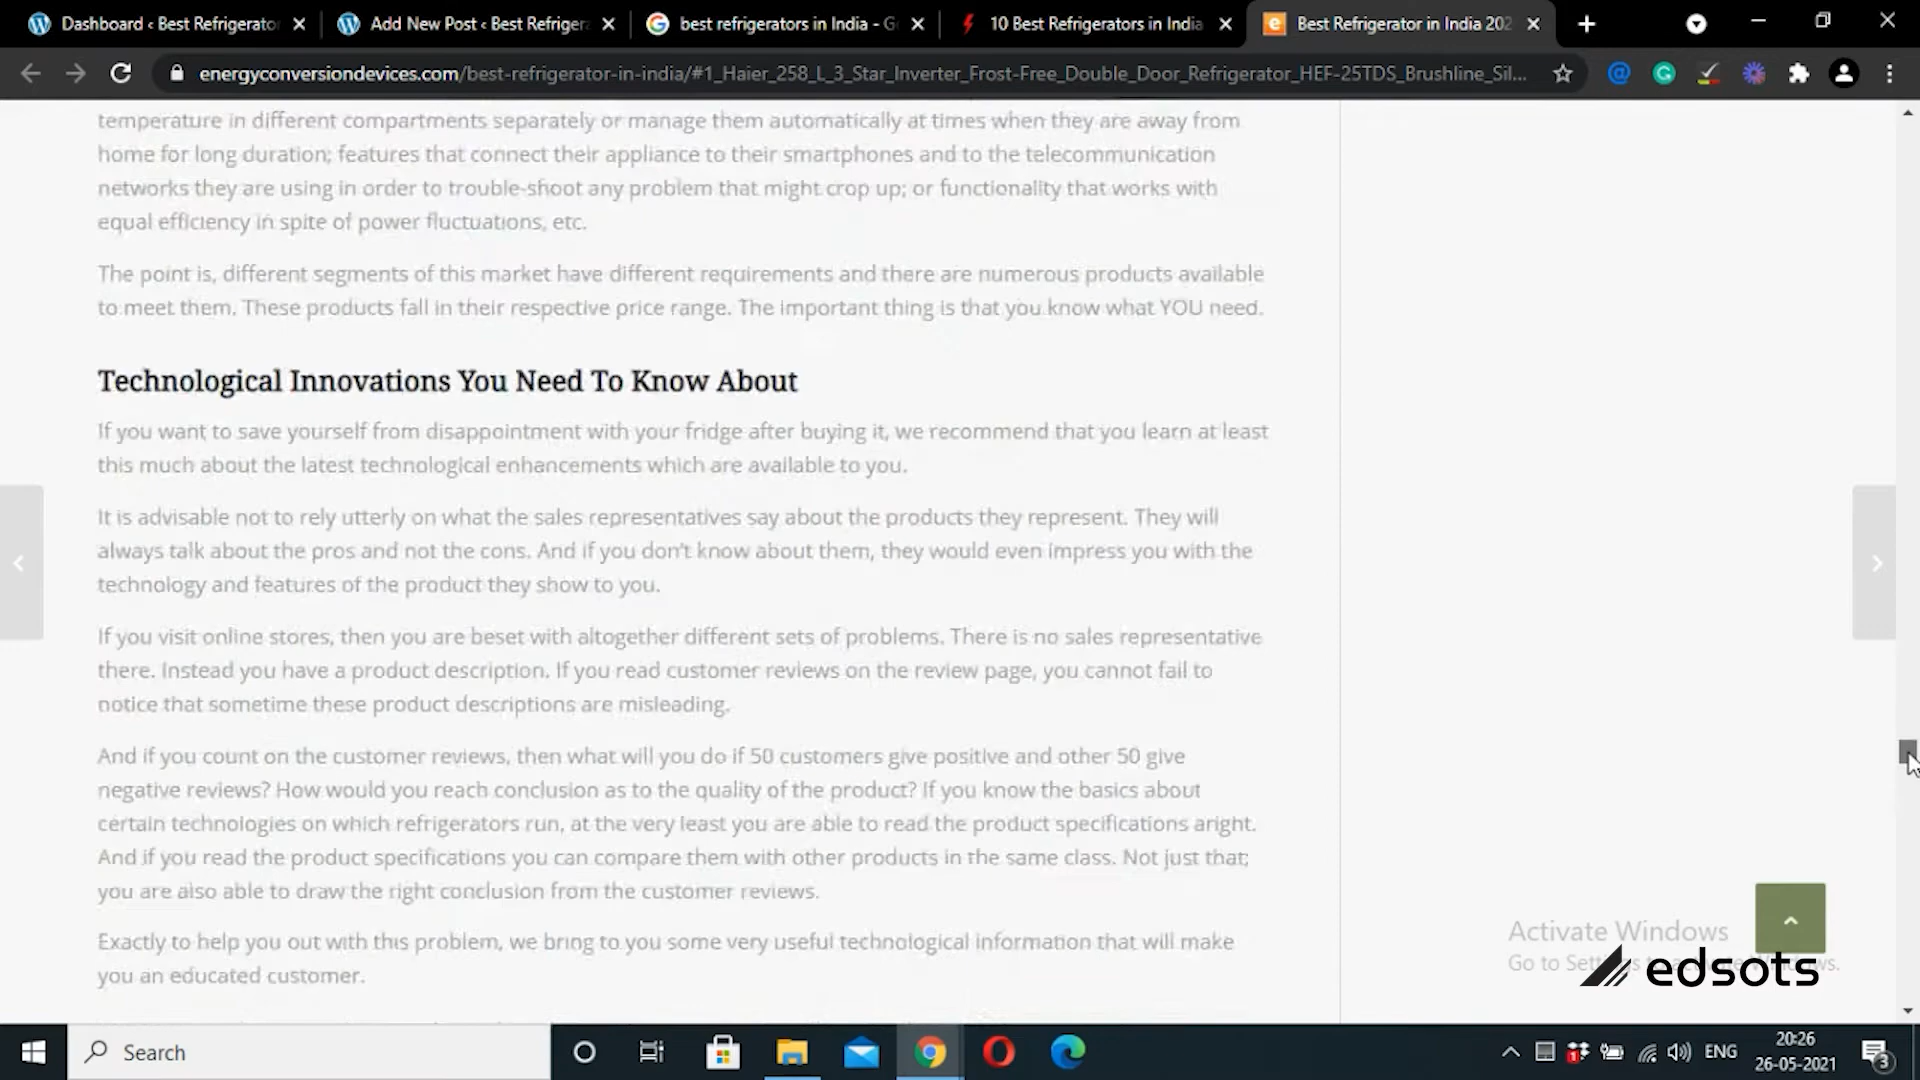 Dashboard ‹ Best Refrigerator
Add New Post ‹ Best Refriger
best refrigerators in India - G
10 Best Refrigerators in India
Best Refrigerator in India 202
energyconversiondevices.com/best-refrigerator-in-india/#1_Haier_258_L_3_Star_Inverter_Frost-Free_Double_Door_Refrigerator_HEF-25TDS_Brushline_Sil...
temperature in different compartments separately or manage them automatically at times when they are away from
home for long duration; features that connect their appliance to their smartphones and to the telecommunication
networks they are using in order to trouble-shoot any problem that might crop up; or functionality that works with
equal efficiency in spite of power fluctuations, etc.
The point is, different segments of this market have different requirements and there are numerous products available
to meet them. These products fall in their respective price range. The important thing is that you know what YOU need.
Technological Innovations You Need To Know About
If you want to save yourself from disappointment with your fridge after buying it, we recommend that you learn at least
this much about the latest technological enhancements which are available to you.
It is advisable not to rely utterly on what the sales representatives say about the products they represent. They will
always talk about the pros and not the cons. And if you don't know about them, they would even impress you with the
technology and features of the product they show to you.
If you visit online stores, then you are beset with altogether different sets of problems. There is no sales representative
there. Instead you have a product description. If you read customer reviews on the review page, you cannot fail to
notice that sometime these product descriptions are misleading.
And if you count on the customer reviews, then what will you do if 50 customers give positive and other 50 give
negative reviews? How would you reach conclusion as to the quality of the product? If you know the basics about
certain technologies on which refrigerators run, at the very least you are able to read the product specifications aright.
And if you read the product specifications you can compare them with other products in the same class. Not just that;
you are also able to draw the right conclusion from the customer reviews.
Exactly to help you out with this problem, we bring to you some very useful technological information that will make
you an educated customer.
Activate Windows
Go to Sett
edsots
Search
ENG
20:26
26-05-2021
3